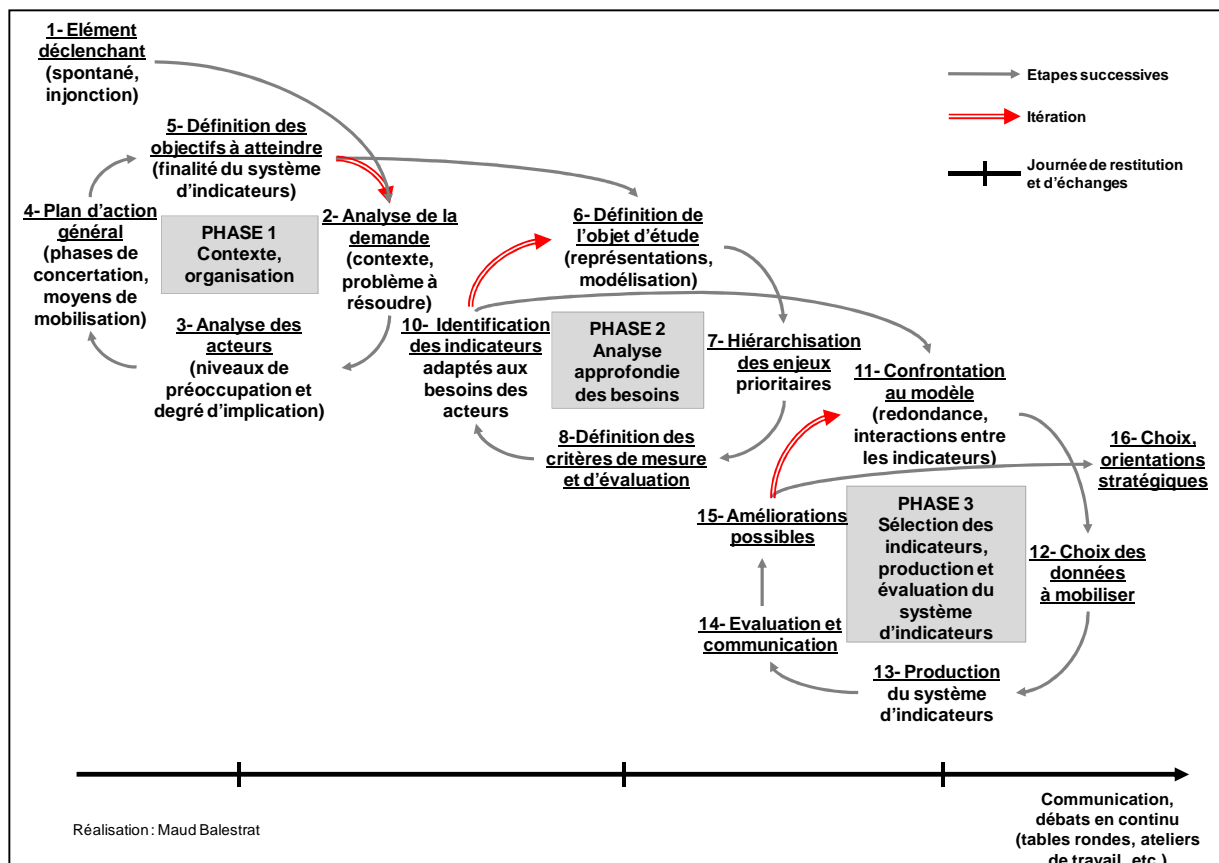 1- Elément
déclenchant
(spontané,
injonction)
Etapes successives
Itération
Journée de restitution
et d'échanges
5- Définition des
objectifs à atteindre
(finalité du système
d'indicateurs)
4- Plan d'action
général
(phases de
concertation,
moyens de
mobilisation)
PHASE 1
Contexte,
organisation
2- Analyse de la
demande
(contexte,
problème à
résoudre)
3- Analyse des
acteurs
(niveaux de
préoccupation et
degré d'implication)
6- Définition de
l'objet d'étude
(représentations,
modélisation)
10- Identification
des indicateurs
adaptés aux
besoins des
acteurs
PHASE 2
Analyse
approfondie
des besoins
7- Hiérarchisation
des enjeux
prioritaires
8-Définition des
critères de mesure
et d'évaluation
11- Confrontation
au modèle
(redondance,
interactions entre
les indicateurs)
16- Choix,
orientations
stratégiques
15- Améliorations
possibles
PHASE 3
Sélection des
indicateurs,
production et
évaluation du
système
d'indicateurs
12- Choix des
données
à mobiliser
14- Evaluation et
communication
13- Production
du système
d'indicateurs
Communication,
débats en continu
(tables rondes, ateliers
de travail, etc.)
Réalisation : Maud Balestrat